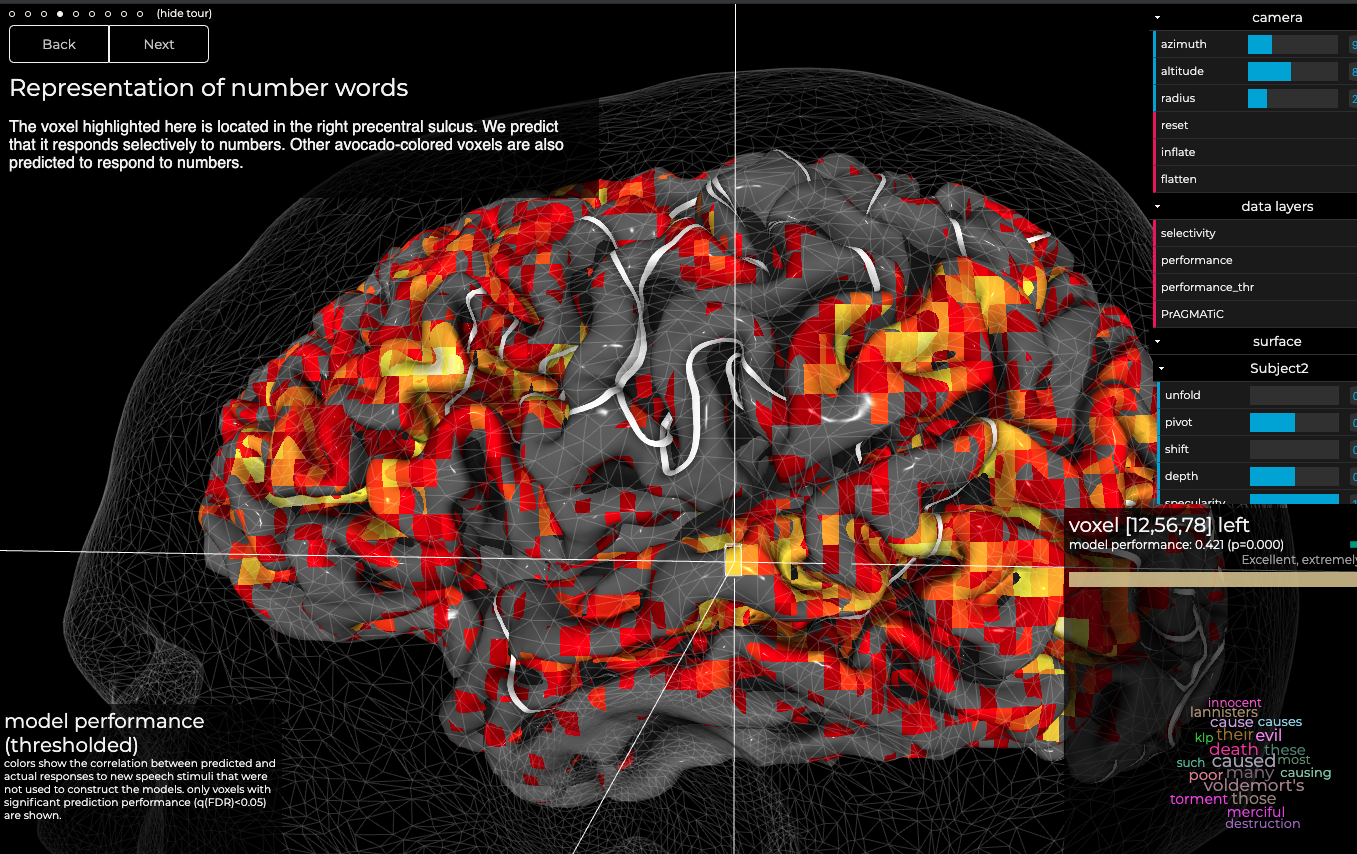 (hide tour)
Back
Next
Representation of number words
The voxel highlighted here is located in the right precentral sulcus. We predict
that it responds selectively to numbers. Other avocado-colored voxels are also
predicted to respond to numbers.
camera
azimuth
altitude
radius
reset
inflate
flatten
data layers
selectivity
performance
performance_thr
PrAGMATiC
surface
Subject2
unfold
pivot
shift
depth
specularity
voxel [12,56,78] left
model performance: 0.421 (p=0.000)
Excellent, extremely
model performance
(thresholded)
colors show the correlation between predicted and
actual responses to new speech stimuli that were
not used to construct the models. only voxels with
significant prediction performance (q(FDR)<0.05)
are shown.
innocent
lannisters
cause causes
klp their evil
death these
such caused most
poor many causing
voldemort's
torment those
merciful
destruction